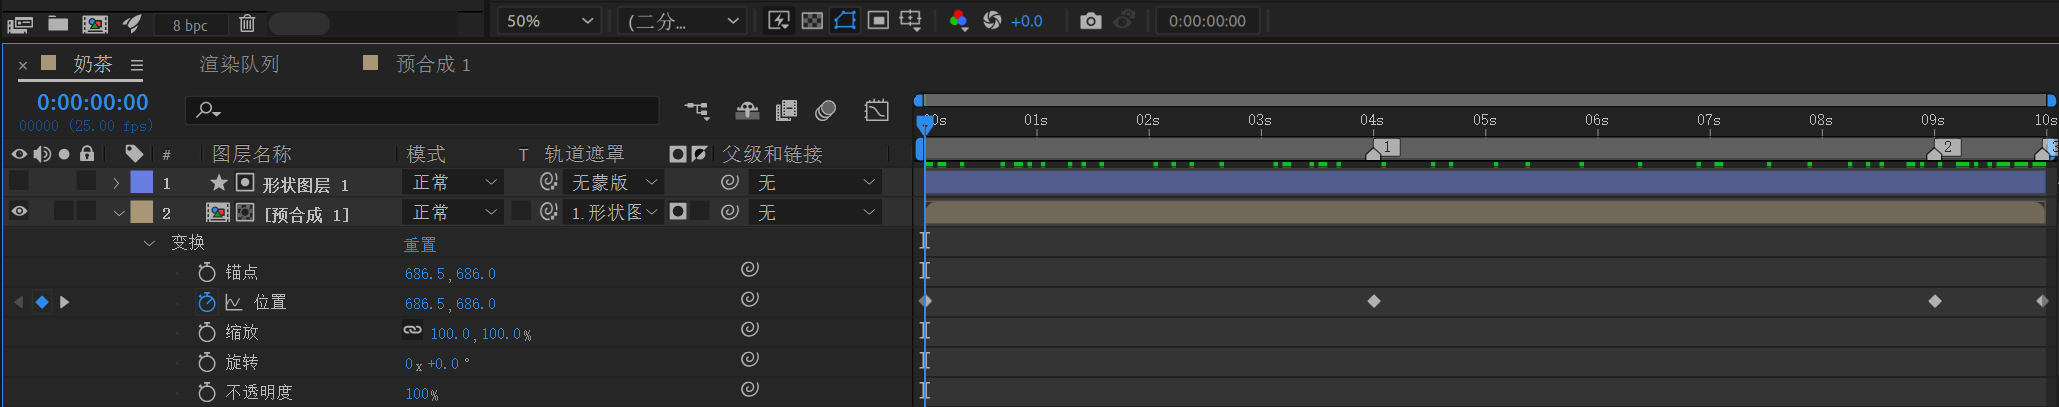 8 bpc 50% (二分... +0.0 0:00:00:00
× 奶茶 渲染队列 预合成 1
0:00:00:00
00000 (25.00 fps)
0s 01s 02s 03s 04s 05s 06s 07s 08s 09s 10s
1 2 3
# 图层名称 模式 T 轨道遮罩 父级和链接
1 形状图层 1 正常 无蒙版 无
2 [预合成 1] 正常 1.形状图 无
变换 重置
锚点 686.5,686.0
位置 686.5,686.0
缩放 100.0,100.0%
旋转 0x+0.0°
不透明度 100%